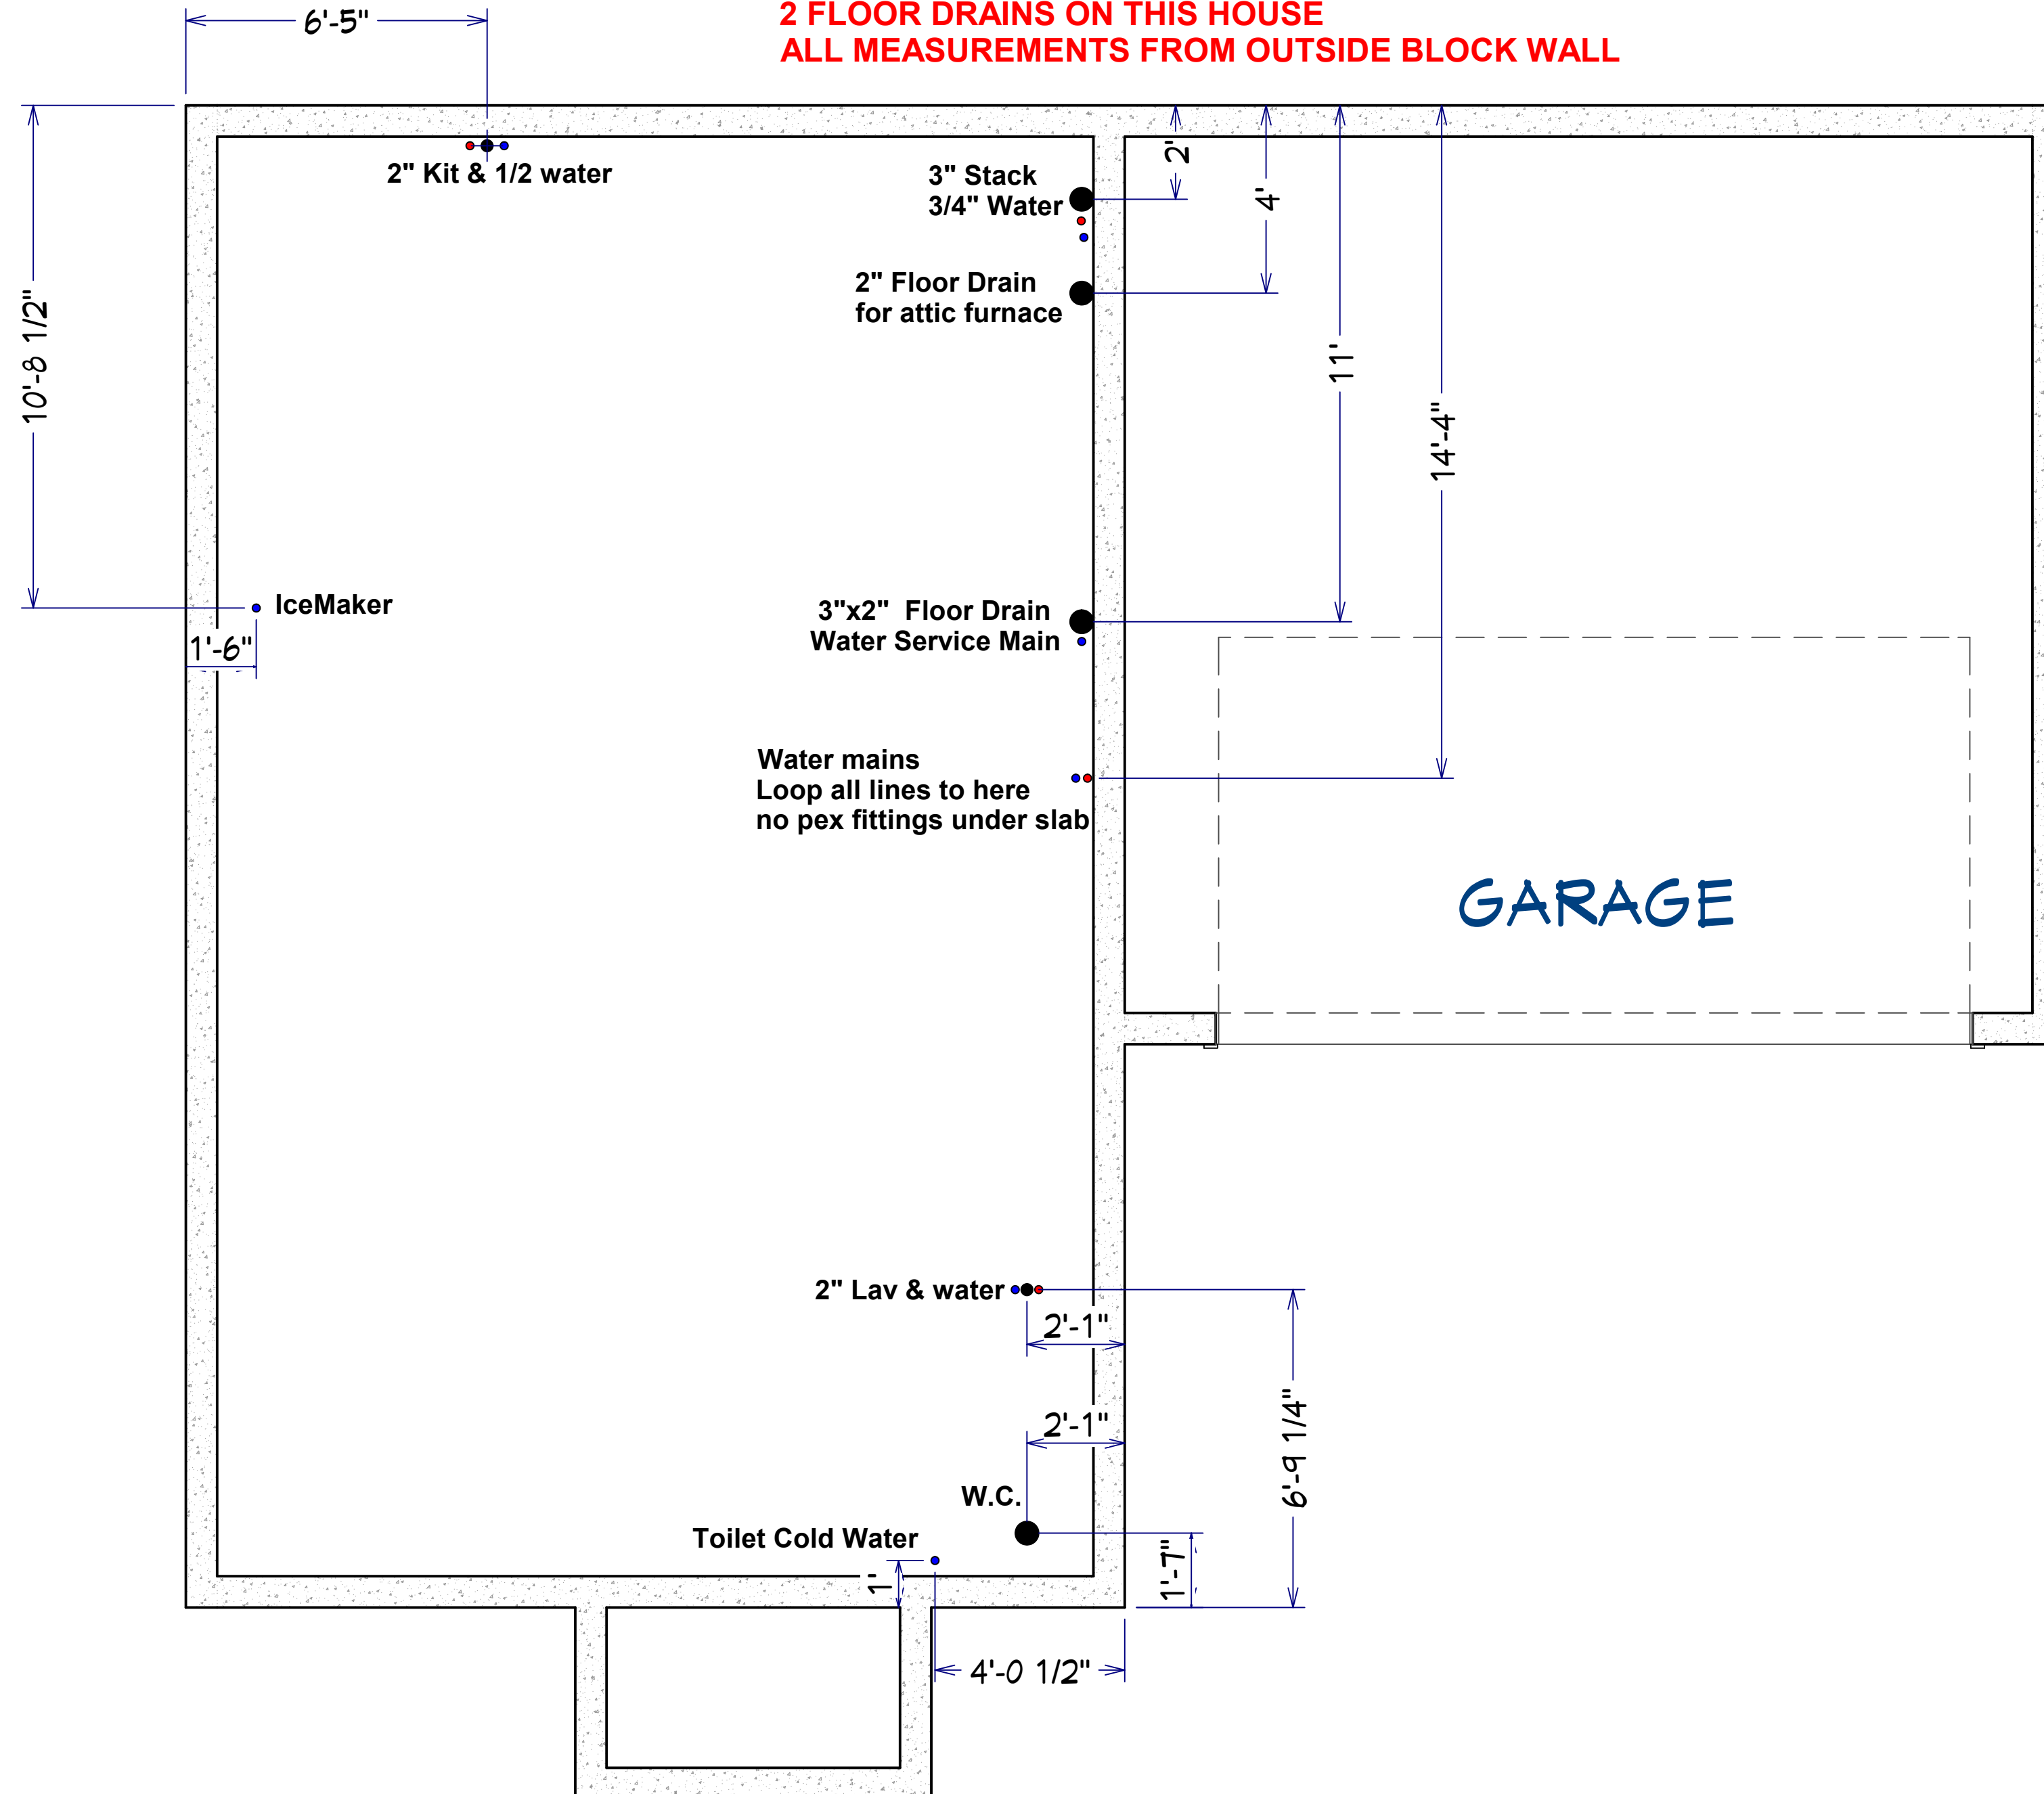 2 FLOOR DRAINS ON THIS HOUSE
ALL MEASUREMENTS FROM OUTSIDE BLOCK WALL
6'-5"
2" Kit & 1/2 water
3" Stack
3/4" Water
2'
4'
2" Floor Drain
for attic furnace
10'-8 1/2"
11'
14'-4"
IceMaker
1'-6"
3"x2" Floor Drain
Water Service Main
Water mains
Loop all lines to here
no pex fittings under slab
GARAGE
2" Lav & water
2'-1"
2'-1"
6'-9 1/4"
W.C.
Toilet Cold Water
1'
1'-7"
4'-0 1/2"